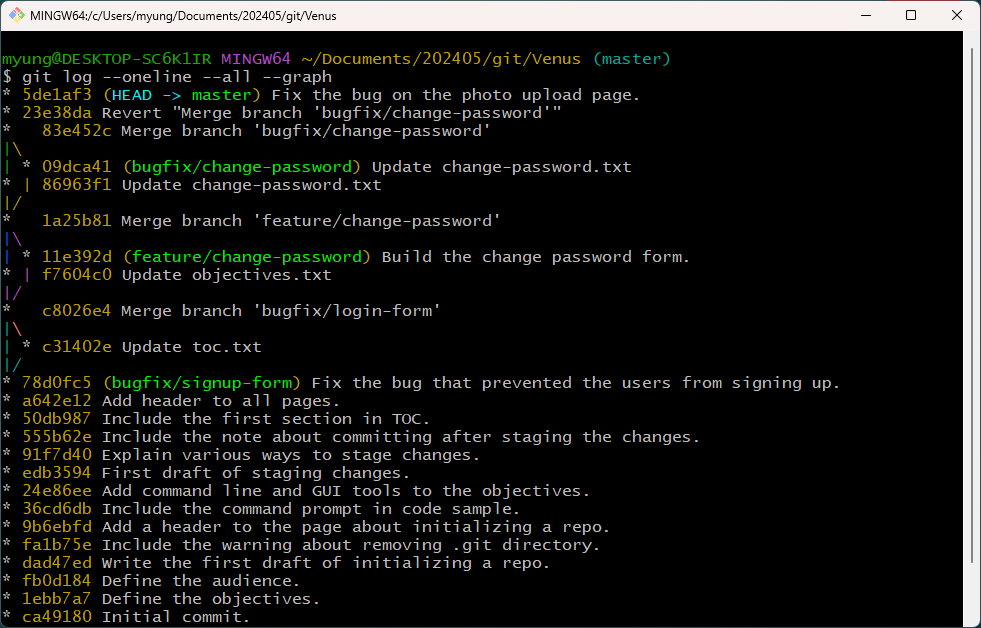 MINGW64:/c/Users/myung/Documents/202405/git/Venus
myung@DESKTOP-SC6K1IR MINGW64 ~/Documents/202405/git/Venus (master)
$ git log --oneline --all --graph
* 5de1af3 (HEAD -> master) Fix the bug on the photo upload page.
* 23e38da Revert "Merge branch 'bugfix/change-password'"
*   83e452c Merge branch 'bugfix/change-password'
|\
| * 09dca41 (bugfix/change-password) Update change-password.txt
* | 86963f1 Update change-password.txt
|/
*   1a25b81 Merge branch 'feature/change-password'
|\
| * 11e392d (feature/change-password) Build the change password form.
* | f7604c0 Update objectives.txt
|/
*   c8026e4 Merge branch 'bugfix/login-form'
|\
| * c31402e Update toc.txt
|/
* 78d0fc5 (bugfix/signup-form) Fix the bug that prevented the users from signing up.
* a642e12 Add header to all pages.
* 50db987 Include the first section in TOC.
* 555b62e Include the note about committing after staging the changes.
* 91f7d40 Explain various ways to stage changes.
* edb3594 First draft of staging changes.
* 24e86ee Add command line and GUI tools to the objectives.
* 36cd6db Include the command prompt in code sample.
* 9b6ebfd Add a header to the page about initializing a repo.
* fa1b75e Include the warning about removing .git directory.
* dad47ed Write the first draft of initializing a repo.
* fb0d184 Define the audience.
* 1ebb7a7 Define the objectives.
* ca49180 Initial commit.